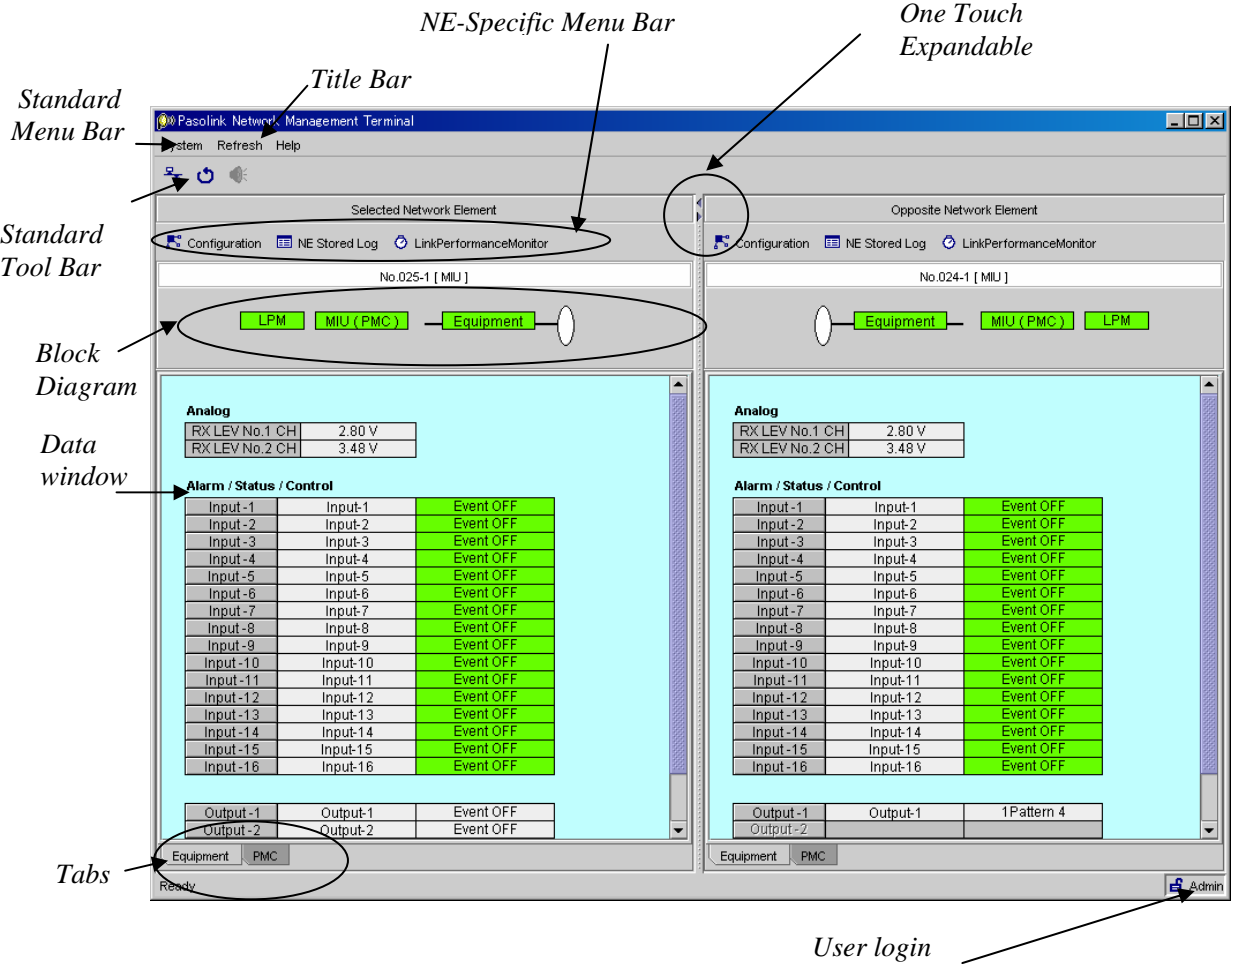 NE-Specific Menu Bar
One Touch
Expandable
Title Bar
Standard
Menu Bar
Pasolink Network Management Terminal
System Refresh Help
Standard
Tool Bar
Selected Network Element
Configuration NE Stored Log LinkPerformanceMonitor
No.025-1 [ MIU ]
LPM MIU ( PMC ) Equipment
Opposite Network Element
Configuration NE Stored Log LinkPerformanceMonitor
No.024-1 [ MIU ]
Equipment MIU ( PMC ) LPM
Block
Diagram
Data
window
Analog
RX LEV No.1 CH 2.80 V
RX LEV No.2 CH 3.48 V
Alarm / Status / Control
Input-1 Input-1 Event OFF
Input-2 Input-2 Event OFF
Input-3 Input-3 Event OFF
Input-4 Input-4 Event OFF
Input-5 Input-5 Event OFF
Input-6 Input-6 Event OFF
Input-7 Input-7 Event OFF
Input-8 Input-8 Event OFF
Input-9 Input-9 Event OFF
Input-10 Input-10 Event OFF
Input-11 Input-11 Event OFF
Input-12 Input-12 Event OFF
Input-13 Input-13 Event OFF
Input-14 Input-14 Event OFF
Input-15 Input-15 Event OFF
Input-16 Input-16 Event OFF
Output-1 Output-1 Event OFF
Output-2 Output-2 Event OFF
Equipment PMC
Analog
RX LEV No.1 CH 2.80 V
RX LEV No.2 CH 3.48 V
Alarm / Status / Control
Input-1 Input-1 Event OFF
Input-2 Input-2 Event OFF
Input-3 Input-3 Event OFF
Input-4 Input-4 Event OFF
Input-5 Input-5 Event OFF
Input-6 Input-6 Event OFF
Input-7 Input-7 Event OFF
Input-8 Input-8 Event OFF
Input-9 Input-9 Event OFF
Input-10 Input-10 Event OFF
Input-11 Input-11 Event OFF
Input-12 Input-12 Event OFF
Input-13 Input-13 Event OFF
Input-14 Input-14 Event OFF
Input-15 Input-15 Event OFF
Input-16 Input-16 Event OFF
Output-1 Output-1 1Pattern 4
Output-2
Equipment PMC
Tabs
Ready
Admin
User login